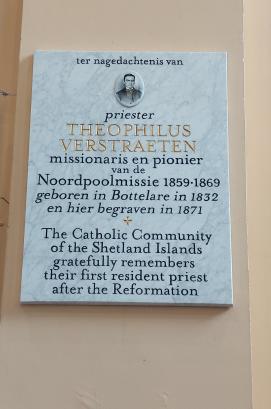 ter nagedachtenis van
priester
THEOPHILUS
VERSTRAETEN
missionaris en pionier
van de
Noordpoolmissie 1859·1869
geboren in Bottelare in 1832
en hier begraven in 1871
The Catholic Community
of the Shetland Islands
gratefully remembers
their first resident priest
after the Reformation